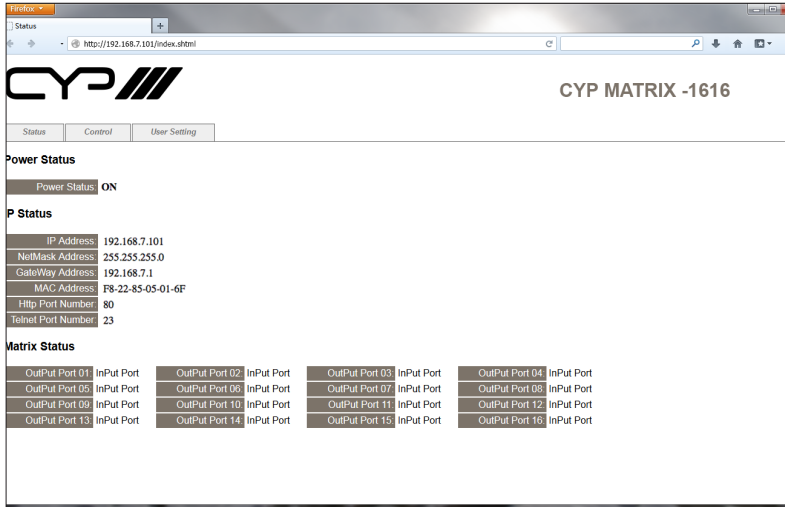 Firefox
Status
http://192.168.7.101/index.shtml
CYP
CYP MATRIX -1616
Status Control User Setting
Power Status
Power Status: ON
P Status
IP Address: 192.168.7.101
NetMask Address: 255.255.255.0
GateWay Address: 192.168.7.1
MAC Address: F8-22-85-05-01-6F
Http Port Number: 80
Telnet Port Number: 23
Matrix Status
OutPut Port 01: InPut Port OutPut Port 02: InPut Port OutPut Port 03: InPut Port OutPut Port 04: InPut Port
OutPut Port 05: InPut Port OutPut Port 06: InPut Port OutPut Port 07: InPut Port OutPut Port 08: InPut Port
OutPut Port 09: InPut Port OutPut Port 10: InPut Port OutPut Port 11: InPut Port OutPut Port 12: InPut Port
OutPut Port 13: InPut Port OutPut Port 14: InPut Port OutPut Port 15: InPut Port OutPut Port 16: InPut Port